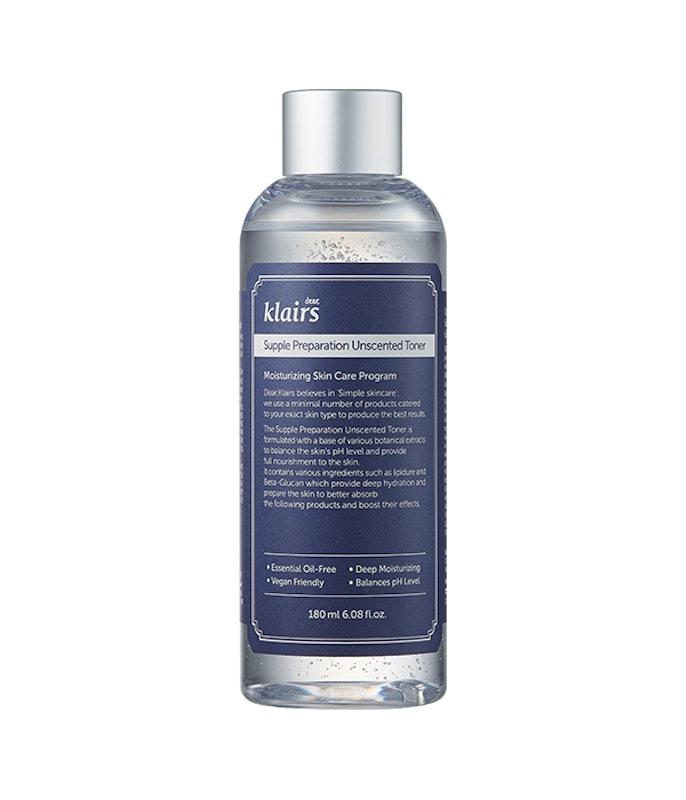 dear,
klairs
Supple Preparation Unscented Toner
Moisturizing Skin Care Program
Dear,Klairs believes in 'Simple skincare':
we use a minimal number of products catered
to your exact skin type to produce the best results.
The Supple Preparation Unscented Toner is
formulated with a base of various botanical extracts
to balance the skin's pH level and provide
full nourishment to the skin.
It contains various ingredients such as lipidure and
Beta-Glucan which provide deep hydration and
prepare the skin to better absorb
the following products and boost their effects.
• Essential Oil-Free • Deep Moisturizing
• Vegan Friendly • Balances pH Level
180 ml 6.08 fl.oz.